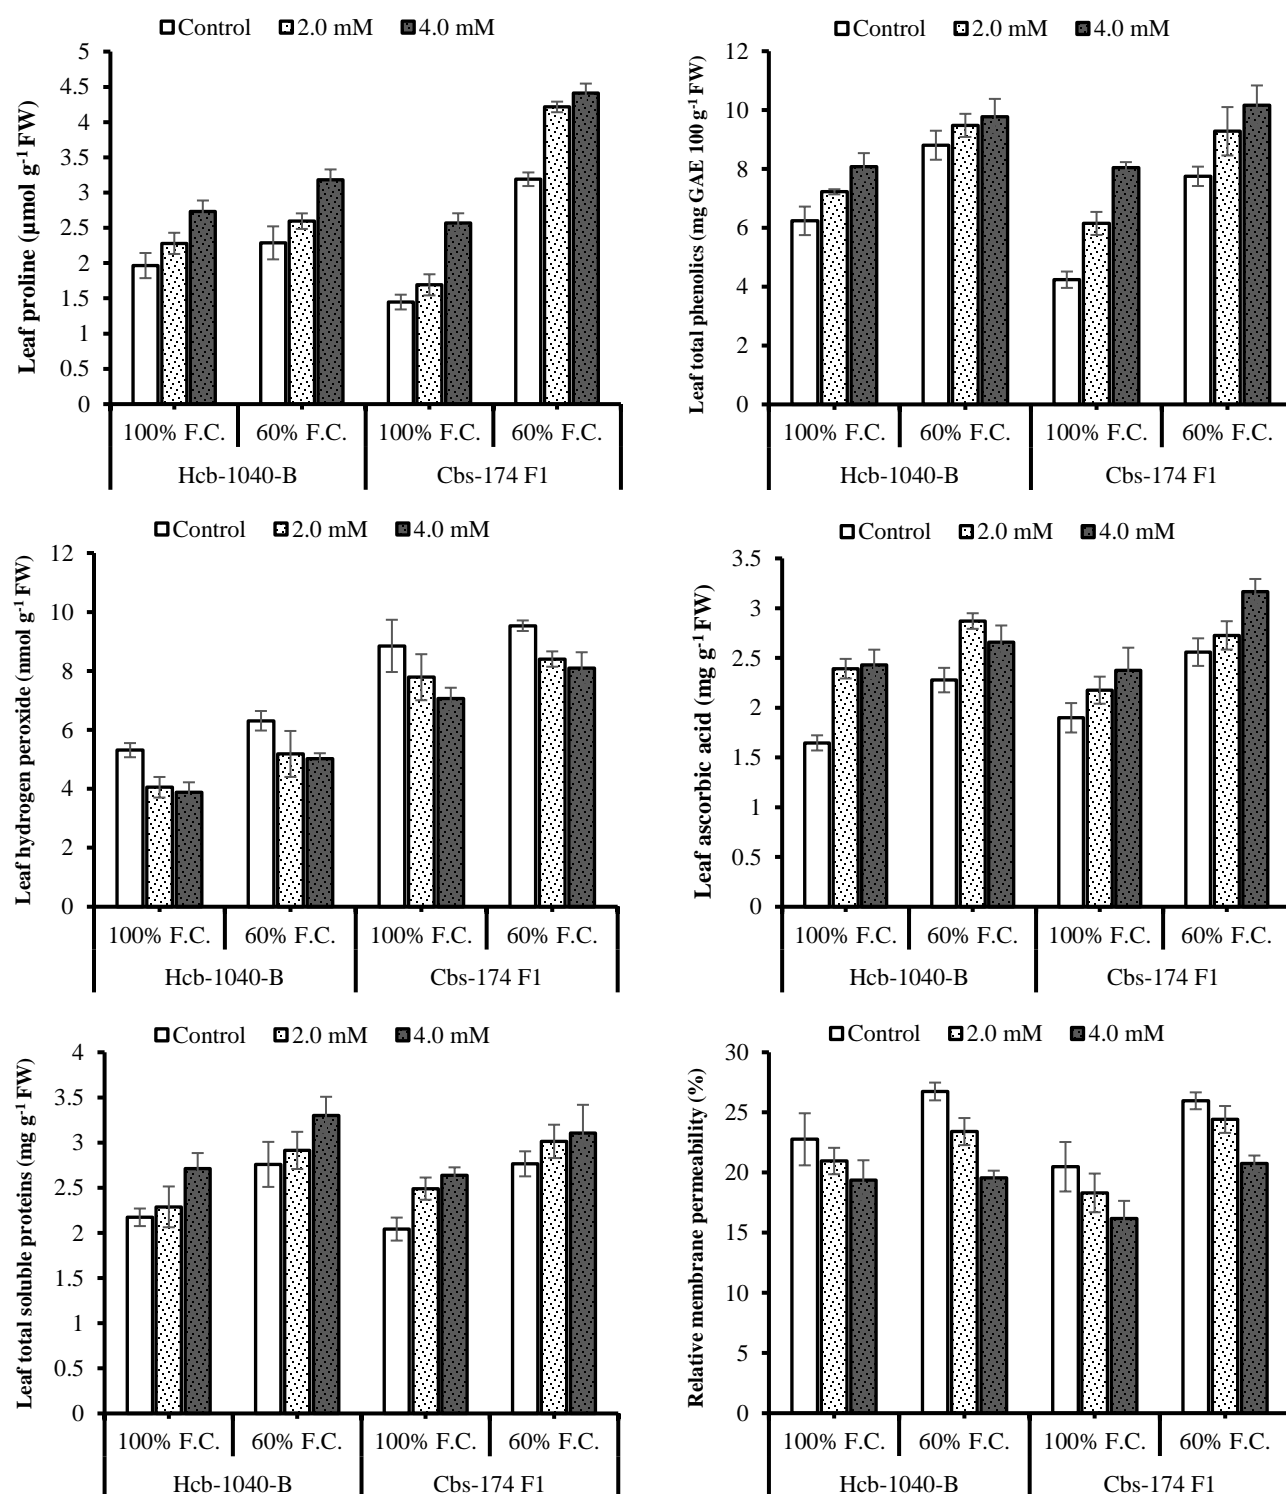 Control 2.0 mM 4.0 mM
Leaf proline (µmol g-1 FW)
5
4.5
4
3.5
3
2.5
2
1.5
1
0.5
0
100% F.C. 60% F.C. 100% F.C. 60% F.C.
Hcb-1040-B Cbs-174 F1
Control 2.0 mM 4.0 mM
Leaf total phenolics (mg GAE 100 g-1 FW)
12
10
8
6
4
2
0
100% F.C. 60% F.C. 100% F.C. 60% F.C.
Hcb-1040-B Cbs-174 F1
Control 2.0 mM 4.0 mM
Leaf hydrogen peroxide (nmol g-1 FW)
12
10
8
6
4
2
0
100% F.C. 60% F.C. 100% F.C. 60% F.C.
Hcb-1040-B Cbs-174 F1
Control 2.0 mM 4.0 mM
Leaf ascorbic acid (mg g-1 FW)
3.5
3
2.5
2
1.5
1
0.5
0
100% F.C. 60% F.C. 100% F.C. 60% F.C.
Hcb-1040-B Cbs-174 F1
Control 2.0 mM 4.0 mM
Leaf total soluble proteins (mg g-1 FW)
4
3.5
3
2.5
2
1.5
1
0.5
0
100% F.C. 60% F.C. 100% F.C. 60% F.C.
Hcb-1040-B Cbs-174 F1
Control 2.0 mM 4.0 mM
Relative membrane permeability (%)
30
25
20
15
10
5
0
100% F.C. 60% F.C. 100% F.C. 60% F.C.
Hcb-1040-B Cbs-174 F1